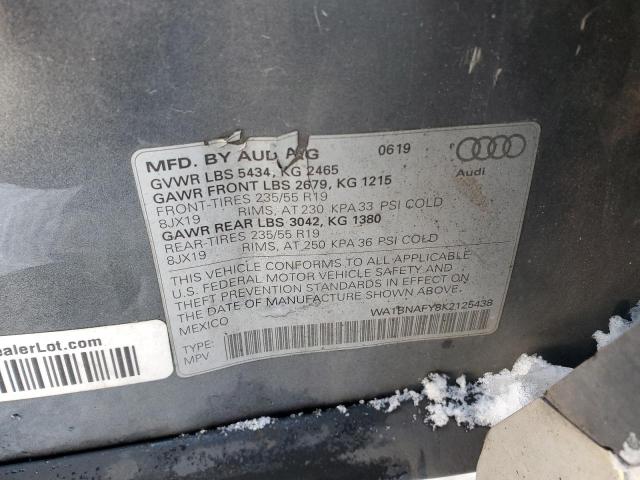 MFD. BY AUDI AG 0619
Audi
GVWR LBS 5434, KG 2465
GAWR FRONT LBS 2679, KG 1215
FRONT-TIRES 235/55 R19
8JX19 RIMS, AT 230 KPA 33 PSI COLD
GAWR REAR LBS 3042, KG 1380
REAR-TIRES 235/55 R19
8JX19 RIMS, AT 250 KPA 36 PSI COLD
THIS VEHICLE CONFORMS TO ALL APPLICABLE
U.S. FEDERAL MOTOR VEHICLE SAFETY AND
THEFT PREVENTION STANDARDS IN EFFECT ON
THE DATE OF MANUFACTURE SHOWN ABOVE.
MEXICO
WA1BNAFY8K2125438
TYPE:
MPV
ealerLot.com